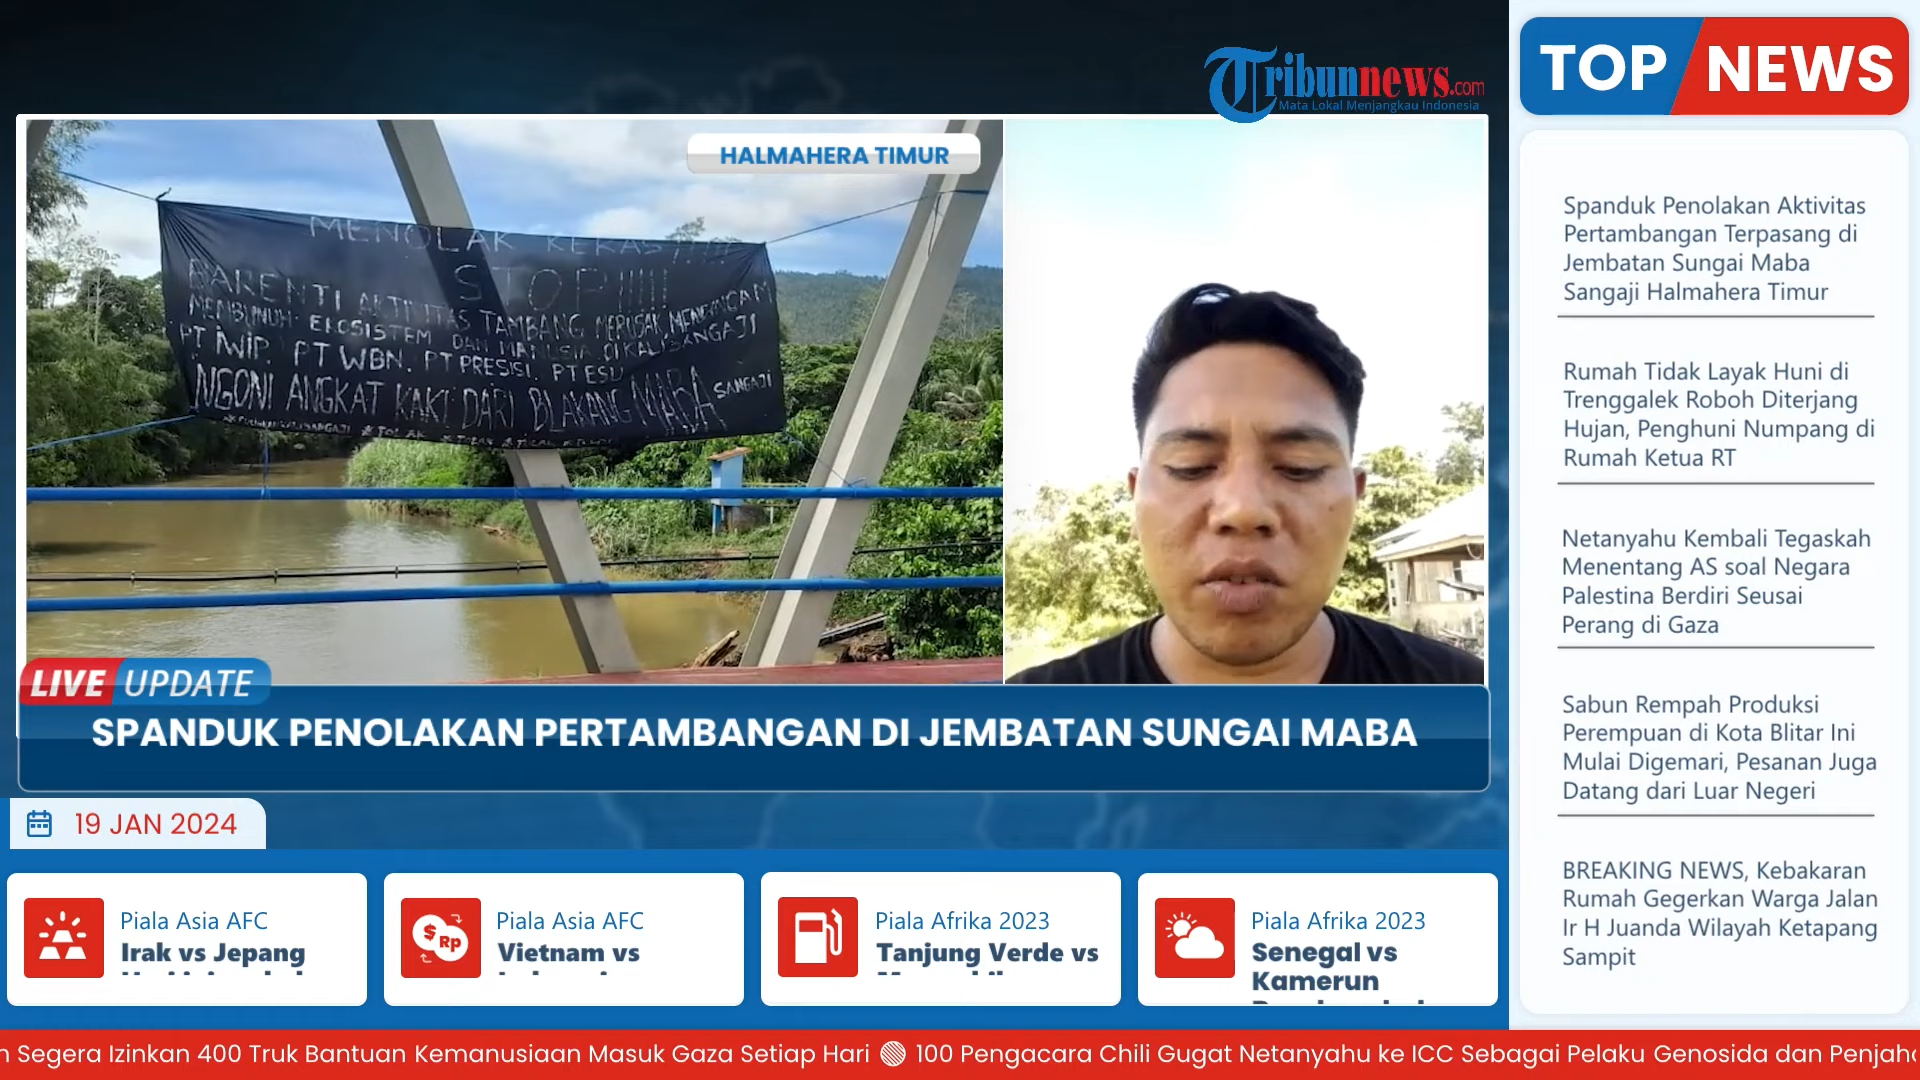 Tribunnews.com
Mata Lokal Menjangkau Indonesia
TOP NEWS
HALMAHERA TIMUR
MENOLAK KERAS !!!!
STOP !!!!!
BARENTI AKTIVITAS TAMBANG MERUSAK, MENGANCAM
MEMBUNUH EKOSISTEM DAN MANUSIA DI KALI SANGAJI
PT IWIP. PT WBN. PT PRESISI. PT ESU
NGONI ANGKAT KAKI DARI BLAKANG MABA SANGAJI
LIVE UPDATE
SPANDUK PENOLAKAN PERTAMBANGAN DI JEMBATAN SUNGAI MABA
19 JAN 2024
Piala Asia AFC
Irak vs Jepang
Piala Asia AFC
Vietnam vs
Piala Afrika 2023
Tanjung Verde vs
Piala Afrika 2023
Senegal vs
Kamerun
Spanduk Penolakan Aktivitas
Pertambangan Terpasang di
Jembatan Sungai Maba
Sangaji Halmahera Timur
Rumah Tidak Layak Huni di
Trenggalek Roboh Diterjang
Hujan, Penghuni Numpang di
Rumah Ketua RT
Netanyahu Kembali Tegaskah
Menentang AS soal Negara
Palestina Berdiri Seusai
Perang di Gaza
Sabun Rempah Produksi
Perempuan di Kota Blitar Ini
Mulai Digemari, Pesanan Juga
Datang dari Luar Negeri
BREAKING NEWS, Kebakaran
Rumah Gegerkan Warga Jalan
Ir H Juanda Wilayah Ketapang
Sampit
Segera Izinkan 400 Truk Bantuan Kemanusiaan Masuk Gaza Setiap Hari 100 Pengacara Chili Gugat Netanyahu ke ICC Sebagai Pelaku Genosida dan